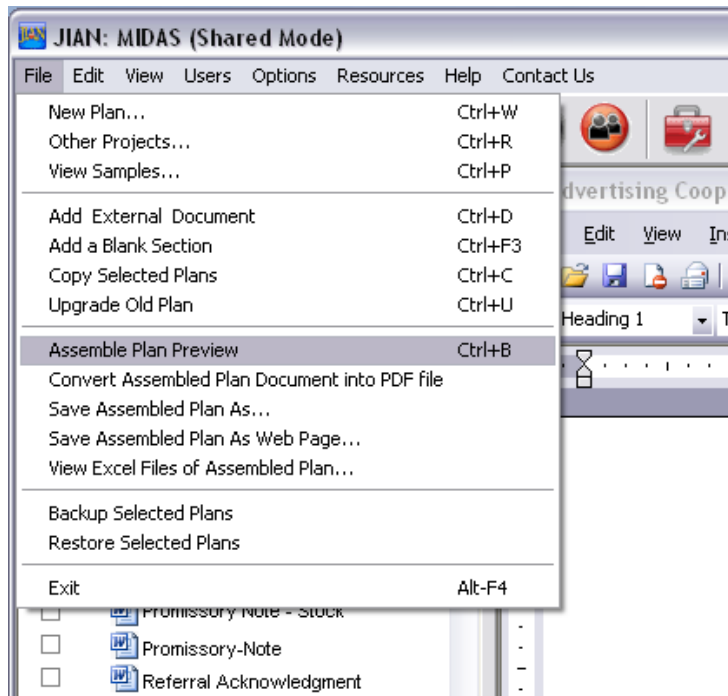 JIAN: MIDAS (Shared Mode)
File Edit View Users Options Resources Help Contact Us
New Plan... Ctrl+W
Other Projects... Ctrl+R
View Samples... Ctrl+P
dvertising Coop
Add External Document Ctrl+D
Edit View In
Add a Blank Section Ctrl+F3
Copy Selected Plans Ctrl+C
Upgrade Old Plan Ctrl+U
Heading 1 T
Assemble Plan Preview Ctrl+B
Convert Assembled Plan Document into PDF file
Save Assembled Plan As...
Save Assembled Plan As Web Page...
View Excel Files of Assembled Plan...
Backup Selected Plans
Restore Selected Plans
Exit Alt-F4
Promissory Note - Stock
Promissory-Note
Referral Acknowledgment